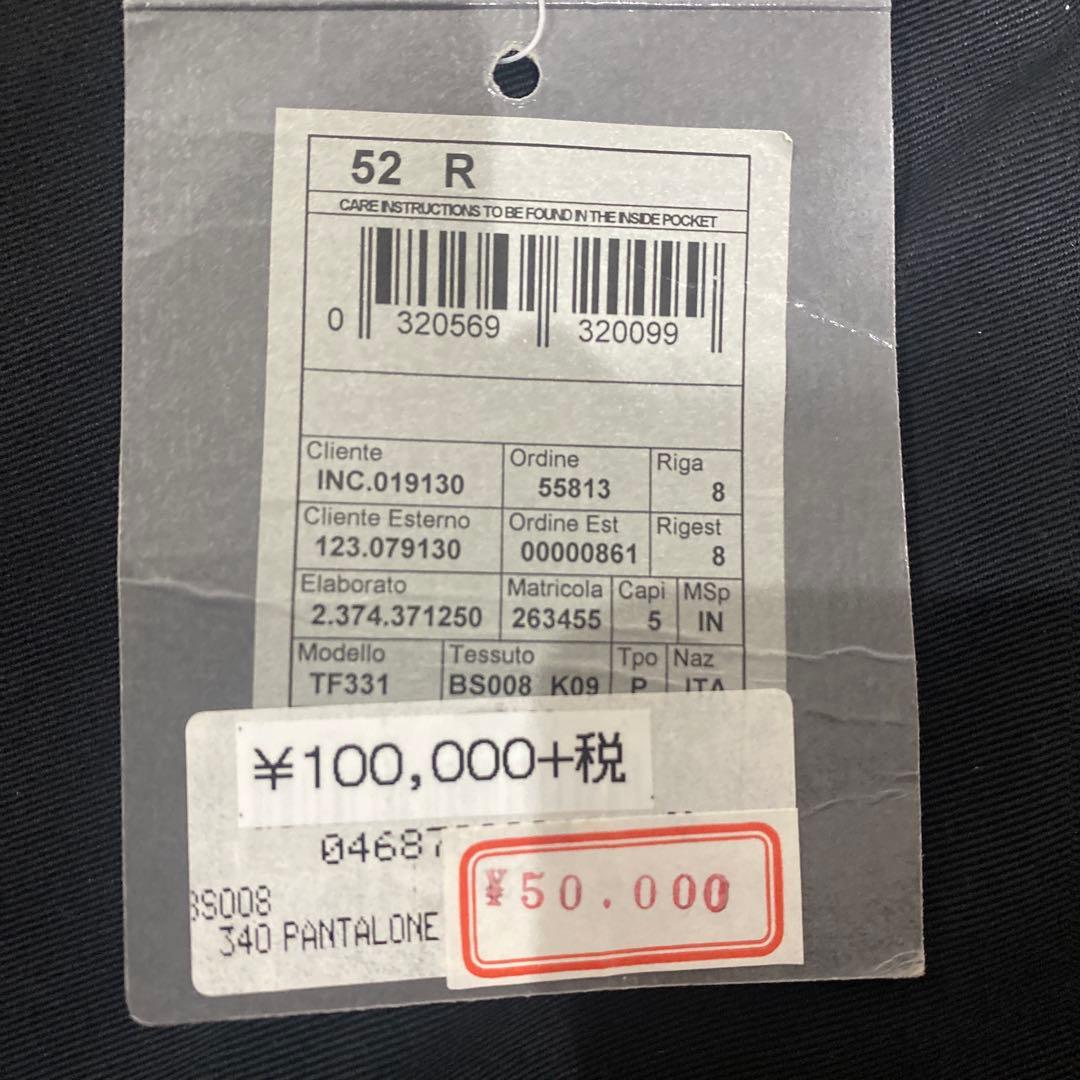 52 R
CARE INSTRUCTIONS TO BE FOUND IN THE INSIDE POCKET
0 320569 320099
Cliente Ordine Riga
INC.019130 55813 8
Cliente Esterno Ordine Est Rigest
123.079130 00000861 8
Elaborato Matricola Capi MSp
2.374.371250 263455 5 IN
Modello Tessuto Tpo Naz
TF331 BS008 K09 P ITA
¥100,000+税
04687
BS008
¥50.000
340 PANTALONE